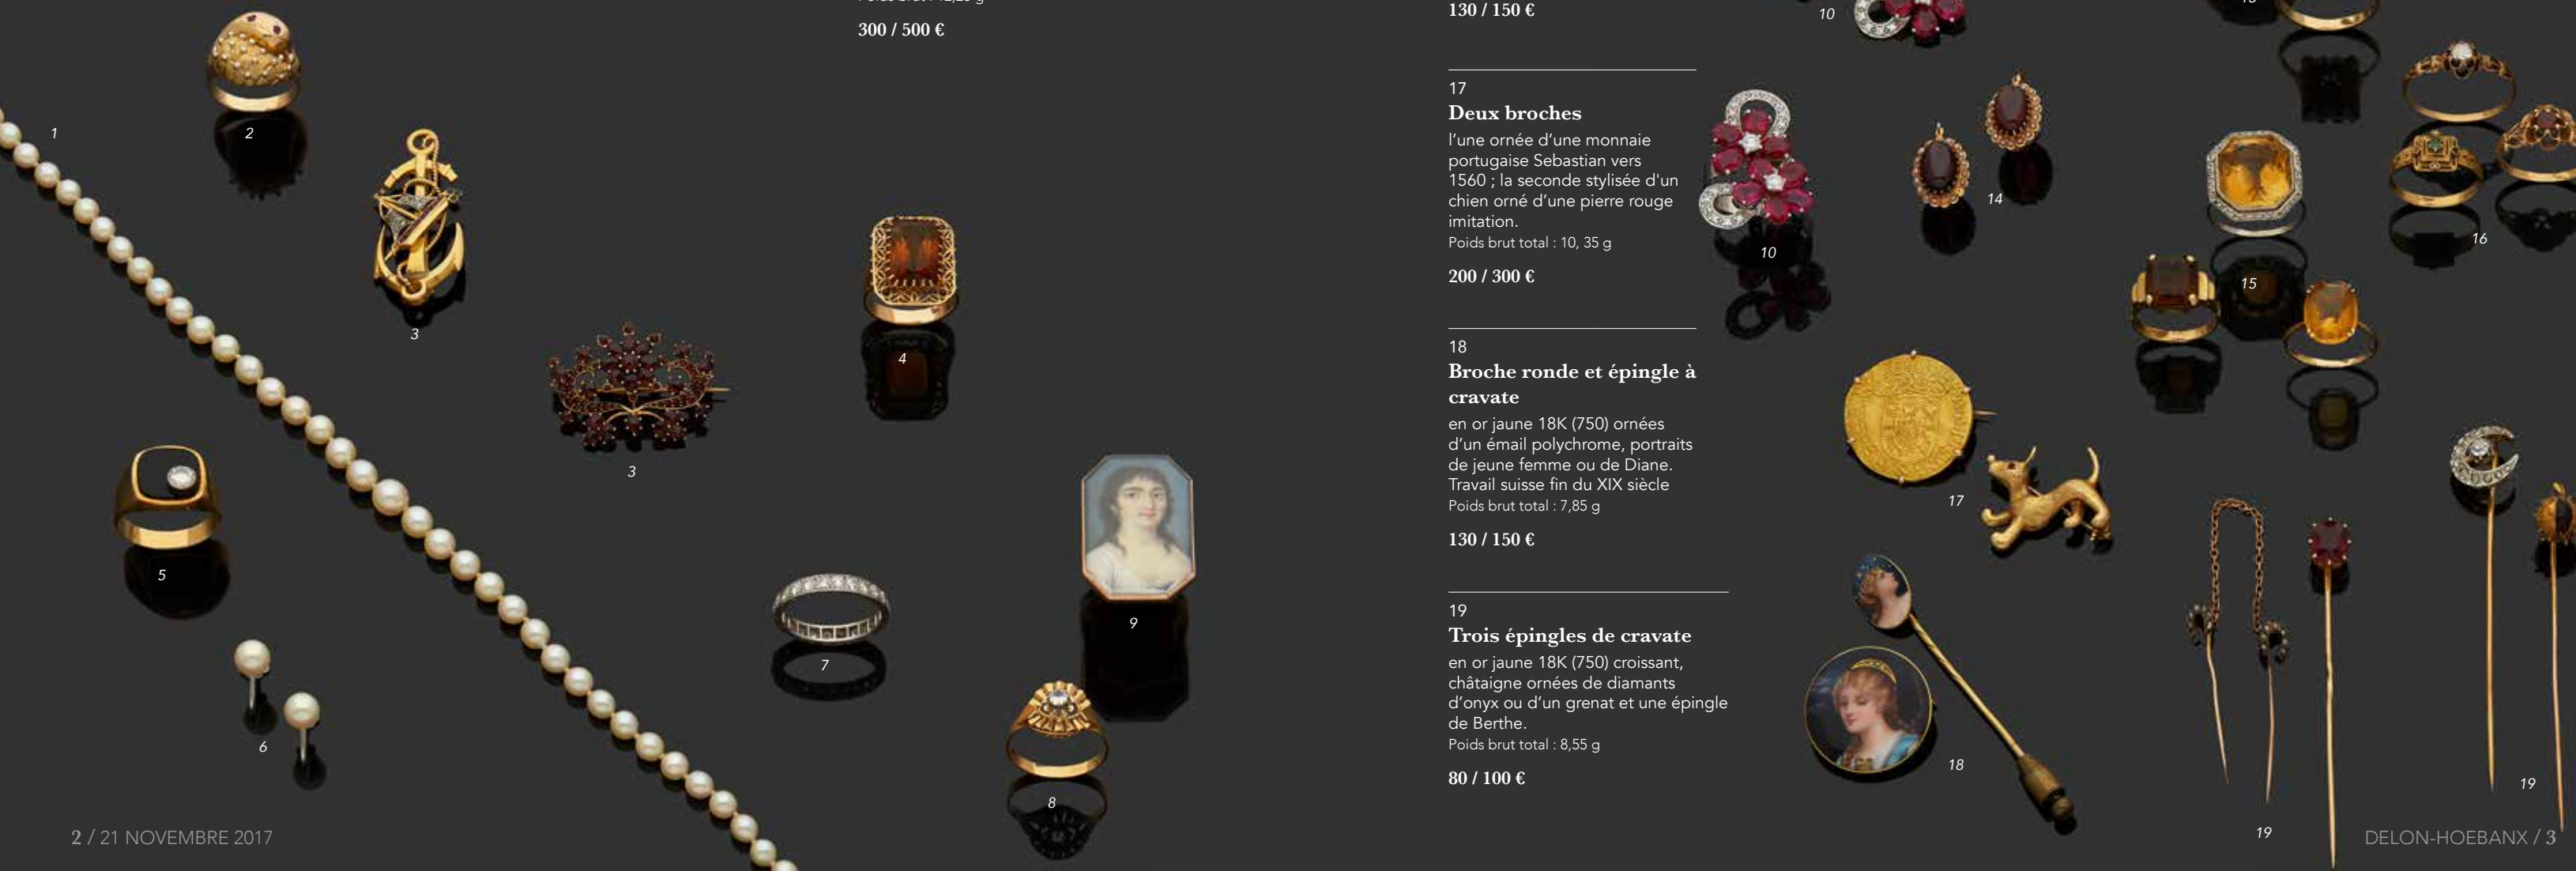 300 / 500 €
1
2
3
3
4
5
6
7
8
9
2 / 21 NOVEMBRE 2017
130 / 150 €
17
Deux broches
l'une ornée d'une monnaie
portugaise Sebastian vers
1560 ; la seconde stylisée d'un
chien orné d'une pierre rouge
imitation.
Poids brut total : 10, 35 g
200 / 300 €
18
Broche ronde et épingle à
cravate
en or jaune 18K (750) ornées
d'un émail polychrome, portraits
de jeune femme ou de Diane.
Travail suisse fin du XIX siècle
Poids brut total : 7,85 g
130 / 150 €
19
Trois épingles de cravate
en or jaune 18K (750) croissant,
châtaigne ornées de diamants
d'onyx ou d'un grenat et une épingle
de Berthe.
Poids brut total : 8,55 g
80 / 100 €
10
10
14
15
16
17
18
19
19
DELON-HOEBANX / 3